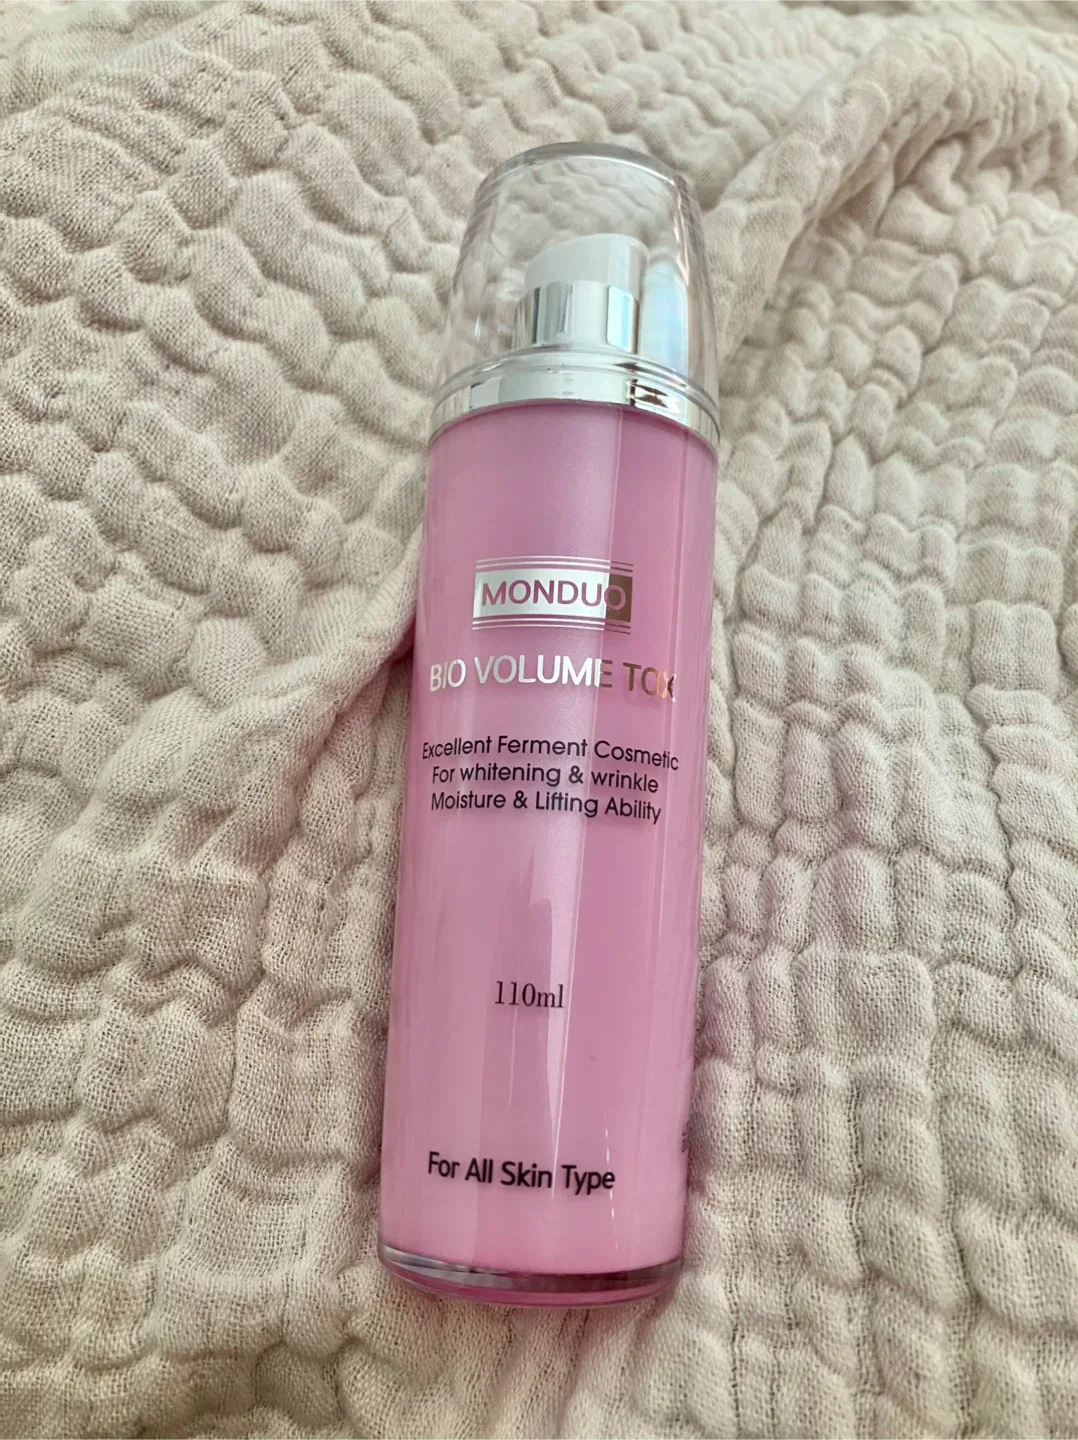 MONDUO
BIO VOLUME TOX
Excellent Ferment Cosmetic
For whitening & wrinkle
Moisture & Lifting Ability
110ml
For All Skin Type